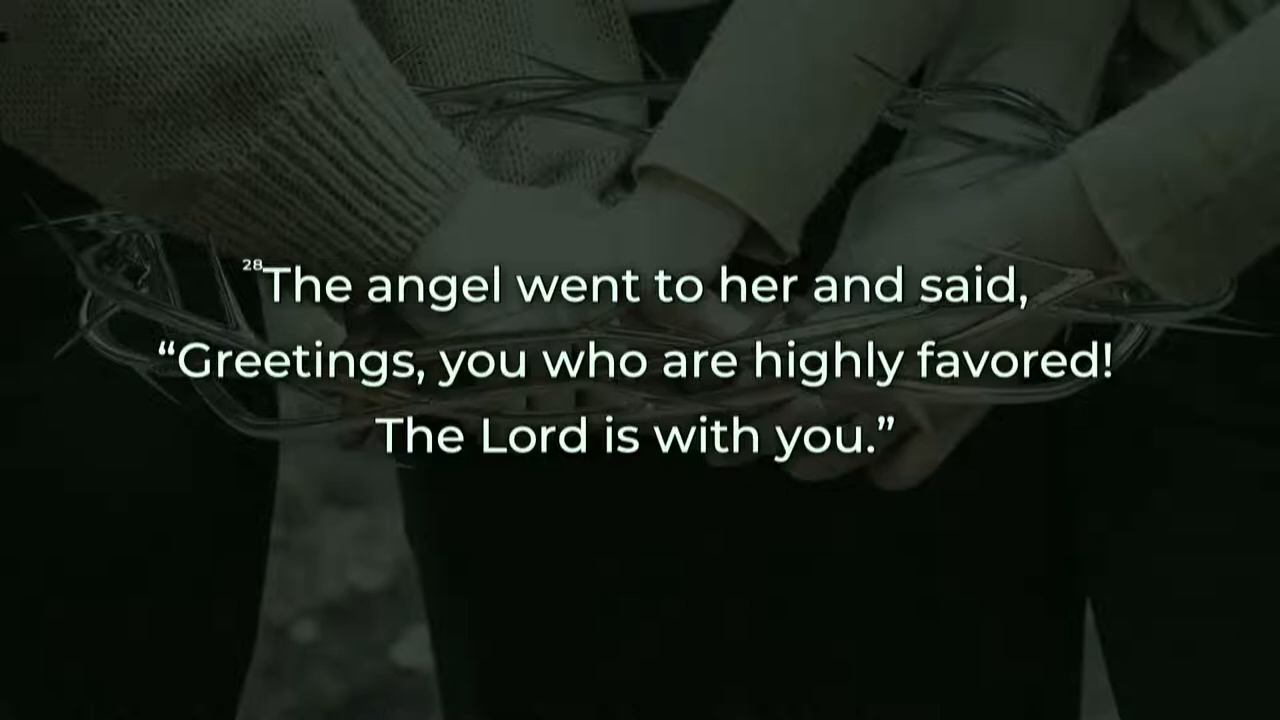 28The angel went to her and said,
“Greetings, you who are highly favored!
The Lord is with you.”